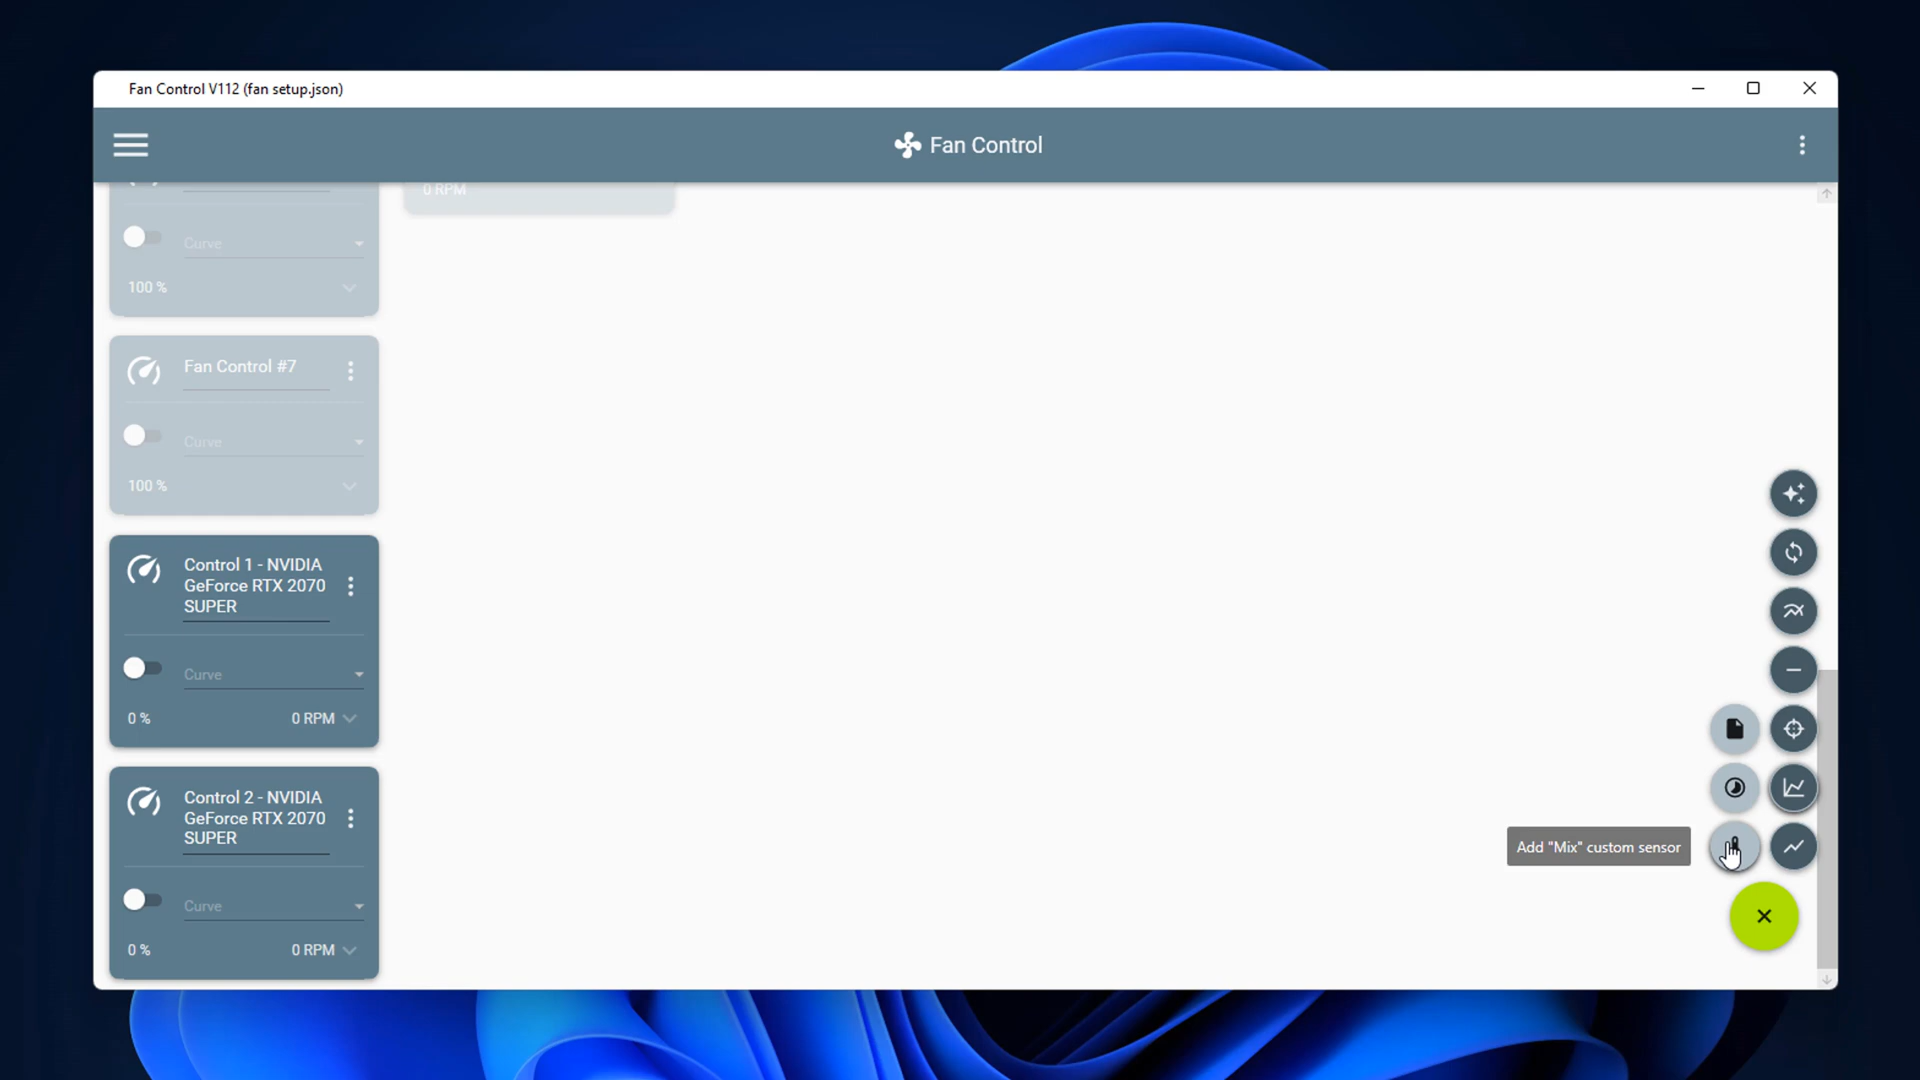 Fan Control V112 (fan setup.json)
Fan Control
0 RPM
Curve
100 %
Fan Control #7
Curve
100 %
Control 1 - NVIDIA
GeForce RTX 2070
SUPER
Curve
0 %
0 RPM
Control 2 - NVIDIA
GeForce RTX 2070
SUPER
Curve
0 %
0 RPM
Add "Mix" custom sensor